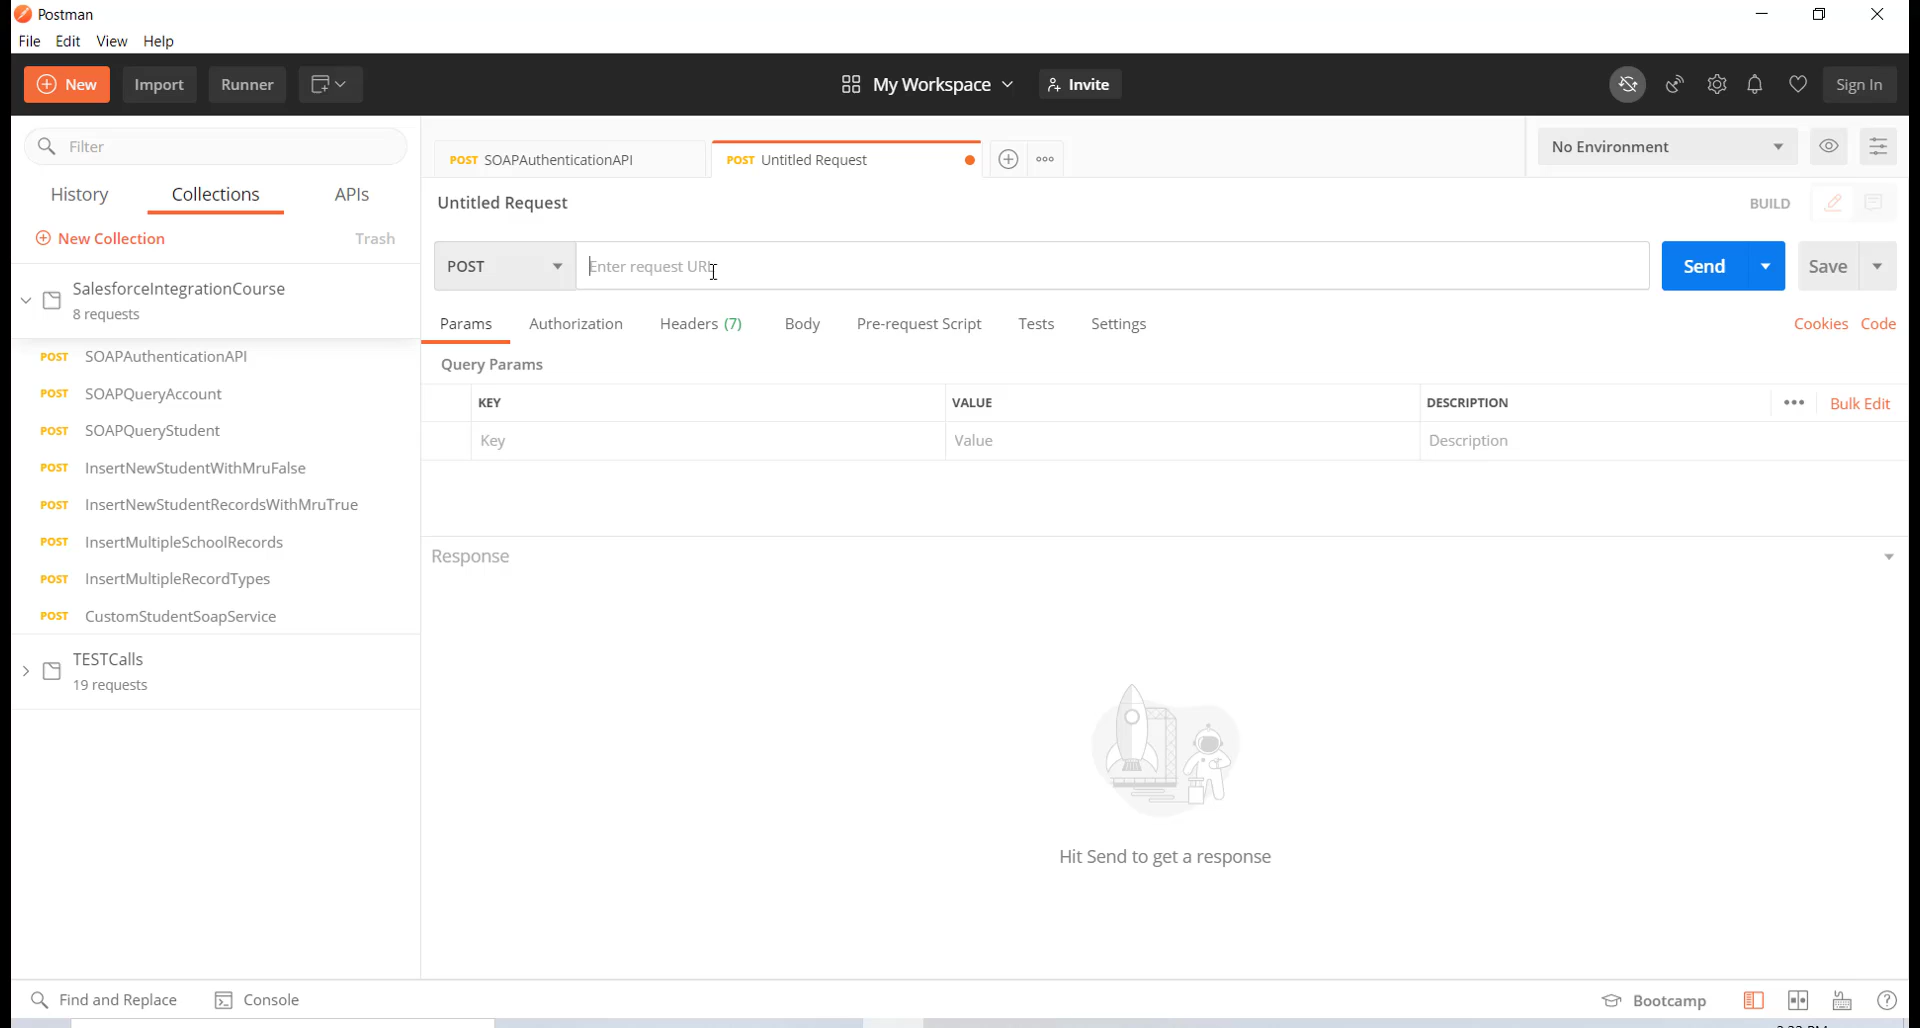 Postman
File Edit View Help
New Import Runner My Workspace Invite Sign In
Filter
History Collections APIs
New Collection Trash
SalesforceIntegrationCourse
8 requests
POST SOAPAuthenticationAPI
POST SOAPQueryAccount
POST SOAPQueryStudent
POST InsertNewStudentWithMruFalse
POST InsertNewStudentRecordsWithMruTrue
POST InsertMultipleSchoolRecords
POST InsertMultipleRecordTypes
POST CustomStudentSoapService
TESTCalls
19 requests
POST SOAPAuthenticationAPI POST Untitled Request No Environment
Untitled Request BUILD
POST Enter request URL Send Save
Params Authorization Headers (7) Body Pre-request Script Tests Settings Cookies Code
Query Params
KEY VALUE DESCRIPTION Bulk Edit
Key Value Description
Response
Hit Send to get a response
Find and Replace Console Bootcamp